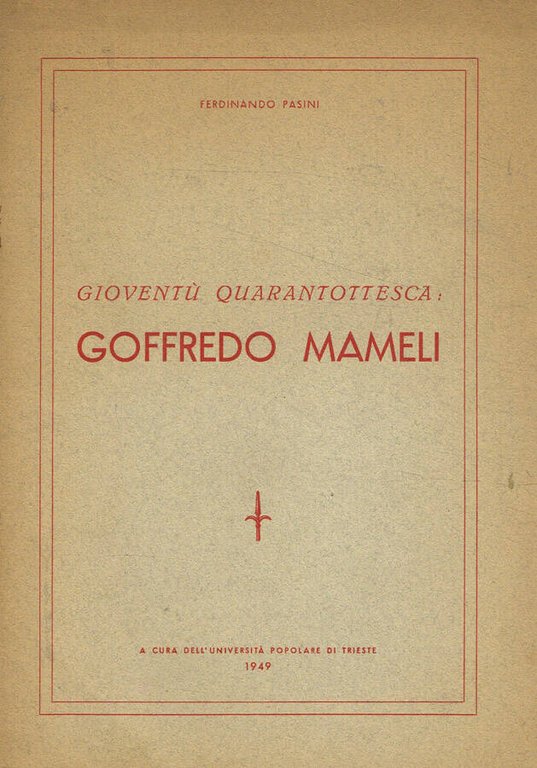 FERDINANDO PASINI
GIOVENTÙ QUARANTOTTESCA:
GOFFREDO MAMELI
A CURA DELL'UNIVERSITÀ POPOLARE DI TRIESTE
1949